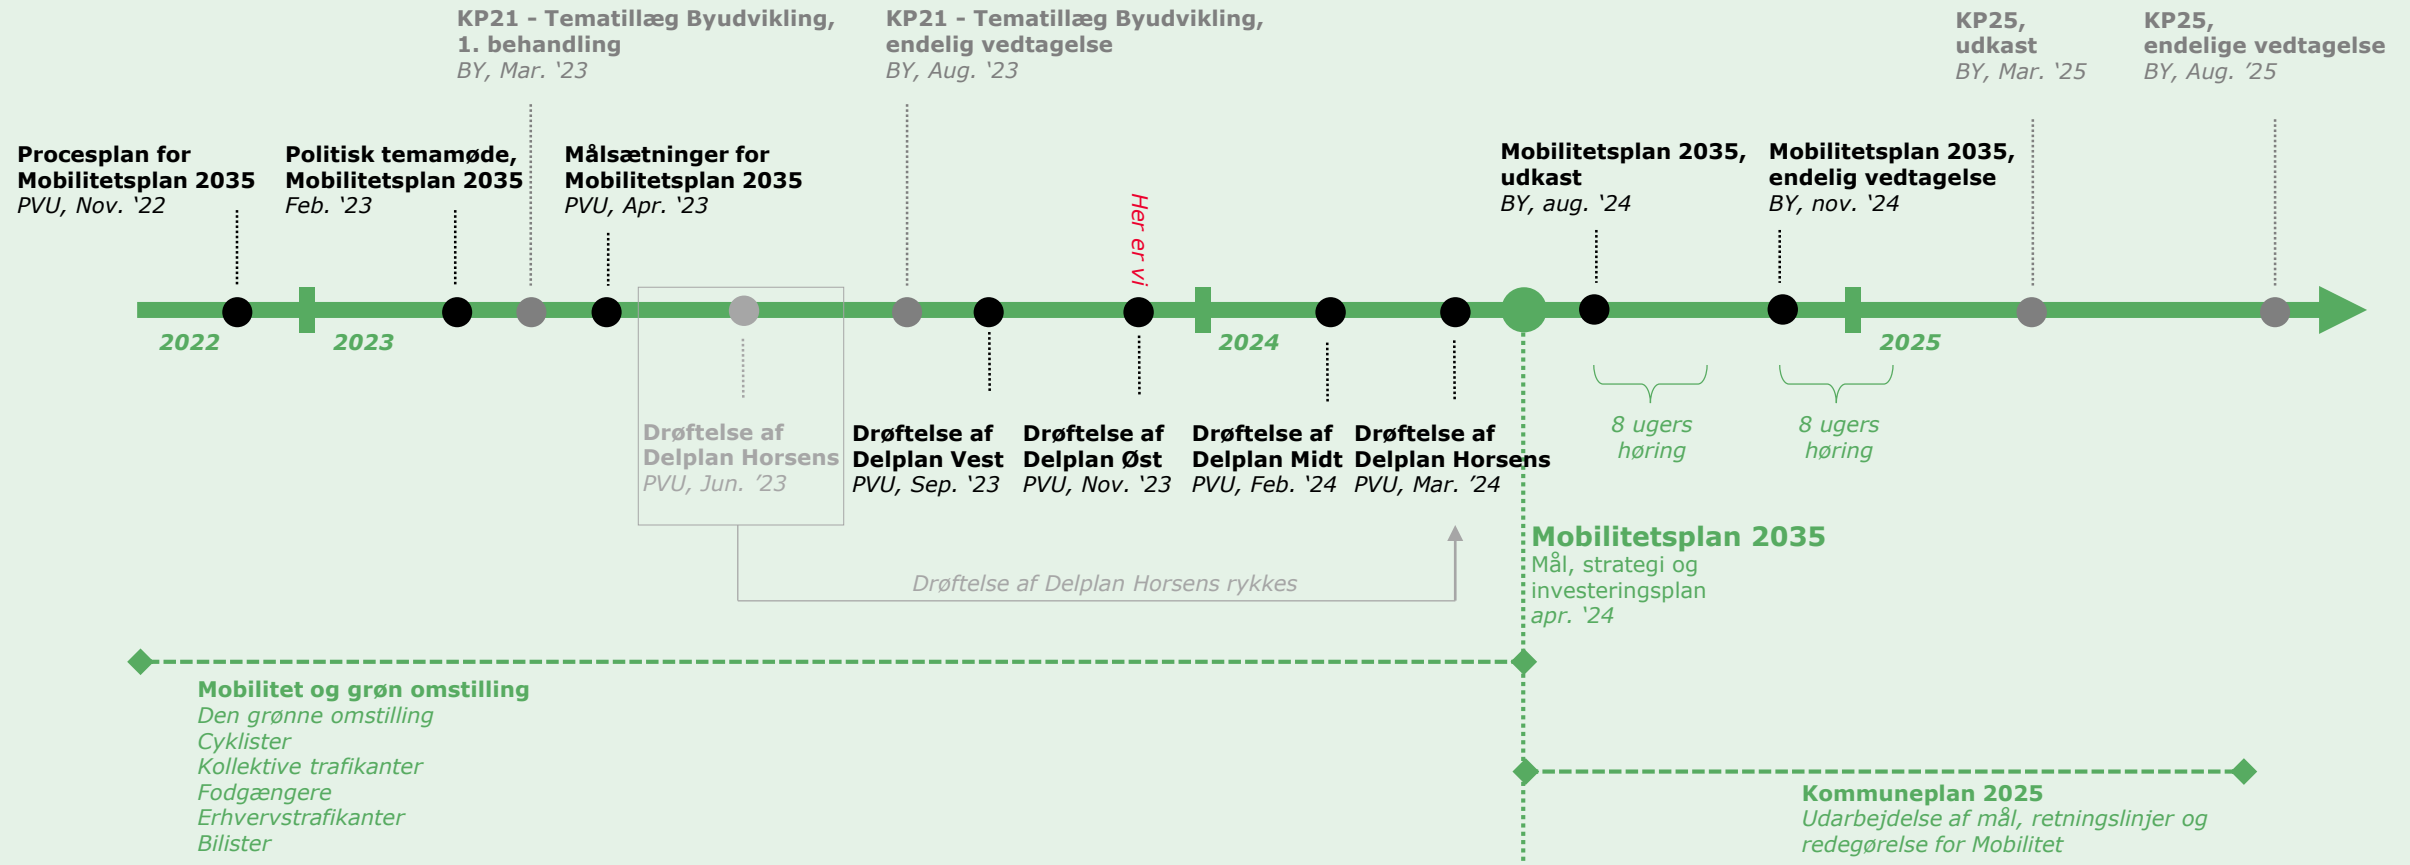 KP21 - Tematillæg Byudvikling,
1. behandling
BY, Mar. ‘23
KP21 - Tematillæg Byudvikling,
endelig vedtagelse
BY, Aug. ‘23
KP25,
udkast
BY, Mar. ‘25
KP25,
endelige vedtagelse
BY, Aug. ’25
Procesplan for
Mobilitetsplan 2035
PVU, Nov. ‘22
Politisk temamøde,
Mobilitetsplan 2035
Feb. ‘23
Målsætninger for
Mobilitetsplan 2035
PVU, Apr. ‘23
Her er vi
Mobilitetsplan 2035,
udkast
BY, aug. ‘24
Mobilitetsplan 2035,
endelig vedtagelse
BY, nov. ‘24
2022
2023
2024
2025
Drøftelse af
Delplan Horsens
PVU, Jun. ’23
Drøftelse af
Delplan Vest
PVU, Sep. ‘23
Drøftelse af
Delplan Øst
PVU, Nov. ‘23
Drøftelse af
Delplan Midt
PVU, Feb. ‘24
Drøftelse af
Delplan Horsens
PVU, Mar. ’24
8 ugers
høring
8 ugers
høring
Drøftelse af Delplan Horsens rykkes
Mobilitetsplan 2035
Mål, strategi og
investeringsplan
apr. ‘24
Mobilitet og grøn omstilling
Den grønne omstilling
Cyklister
Kollektive trafikanter
Fodgængere
Erhvervstrafikanter
Bilister
Kommuneplan 2025
Udarbejdelse af mål, retningslinjer og
redegørelse for Mobilitet